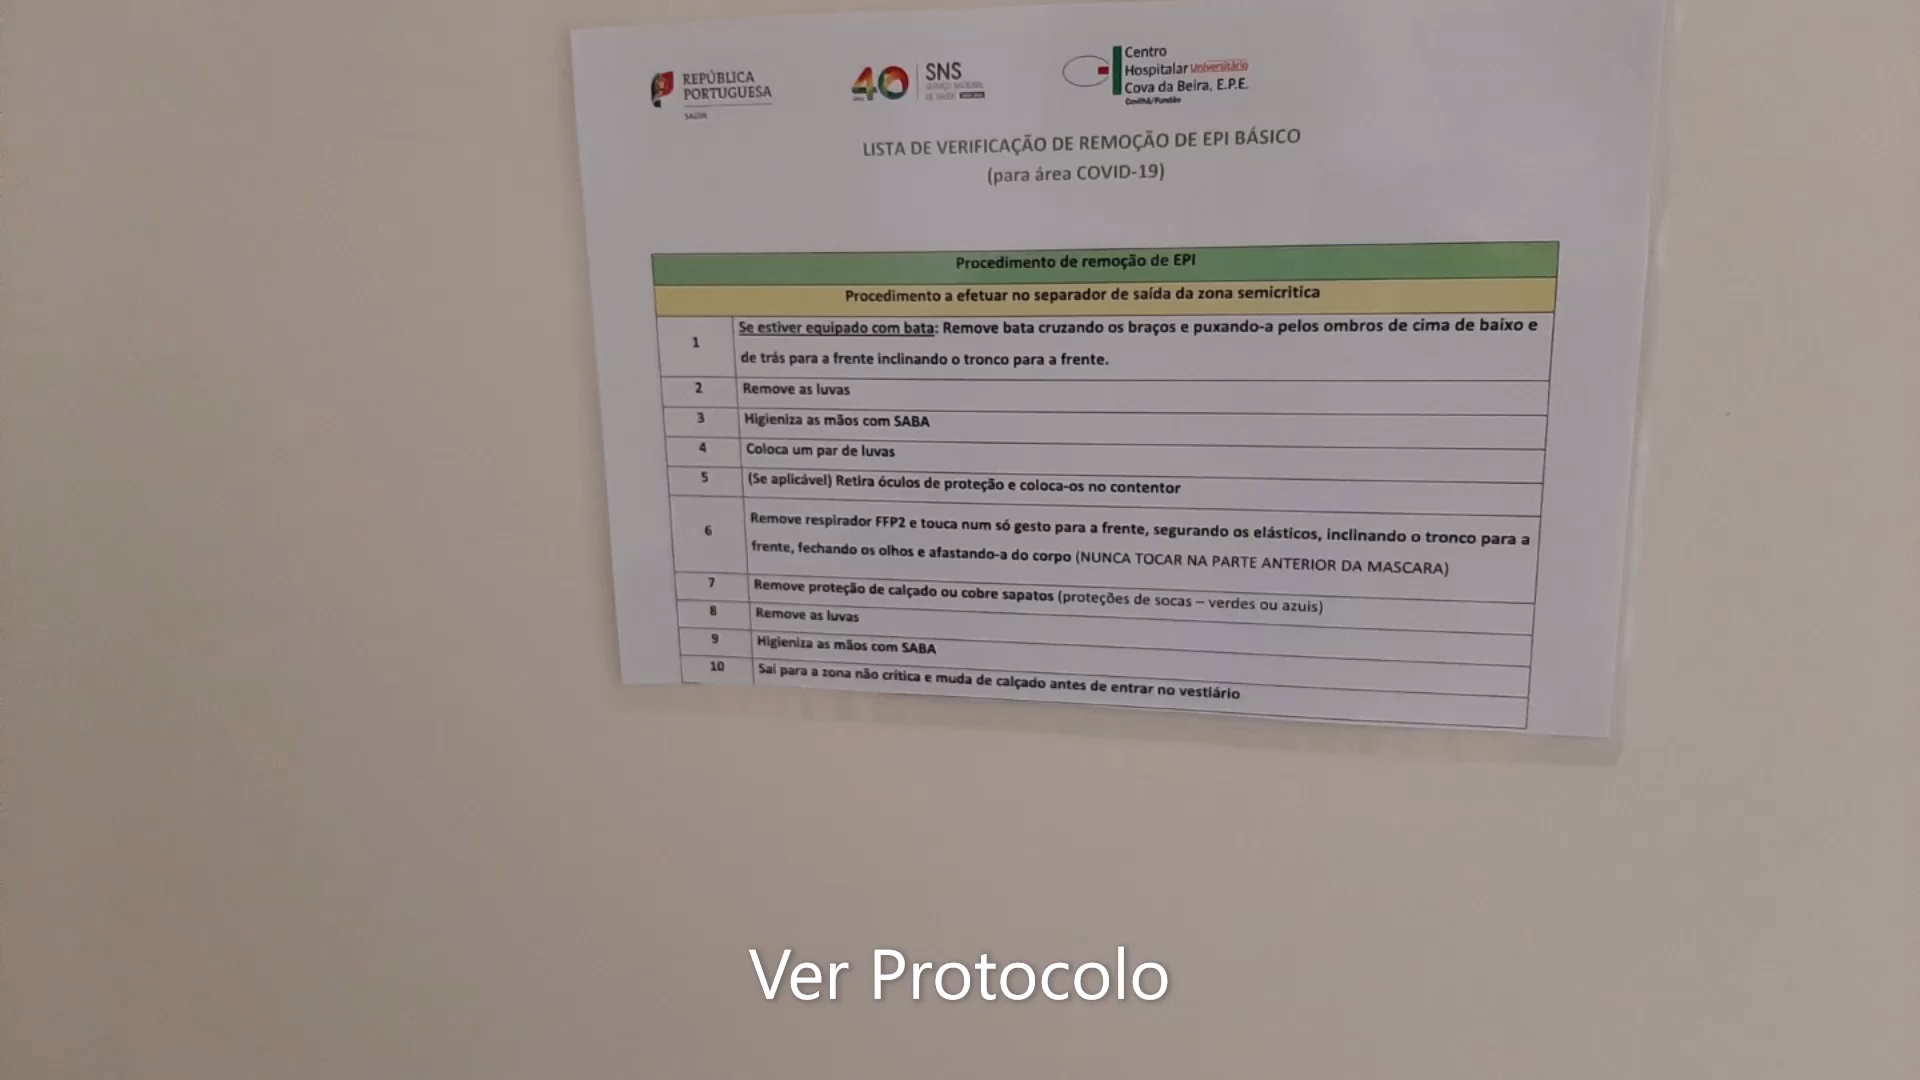 REPÚBLICA
PORTUGUESA
SAÚDE
40
SNS
SERVIÇO NACIONAL
DE SAÚDE
Centro
Hospitalar Universitário
Cova da Beira, E.P.E.
Covilhã/Fundão
LISTA DE VERIFICAÇÃO DE REMOÇÃO DE EPI BÁSICO
(para área COVID-19)
Procedimento de remoção de EPI
Procedimento a efetuar no separador de saída da zona semicritica
1 Se estiver equipado com bata: Remove bata cruzando os braços e puxando-a pelos ombros de cima de baixo e
de trás para a frente inclinando o tronco para a frente.
2 Remove as luvas
3 Higieniza as mãos com SABA
4 Coloca um par de luvas
5 (Se aplicável) Retira óculos de proteção e coloca-os no contentor
6 Remove respirador FFP2 e touca num só gesto para a frente, segurando os elásticos, inclinando o tronco para a
frente, fechando os olhos e afastando-a do corpo (NUNCA TOCAR NA PARTE ANTERIOR DA MASCARA)
7 Remove proteção de calçado ou cobre sapatos (proteções de socas – verdes ou azuis)
8 Remove as luvas
9 Higieniza as mãos com SABA
10 Sai para a zona não crítica e muda de calçado antes de entrar no vestiário
Ver Protocolo